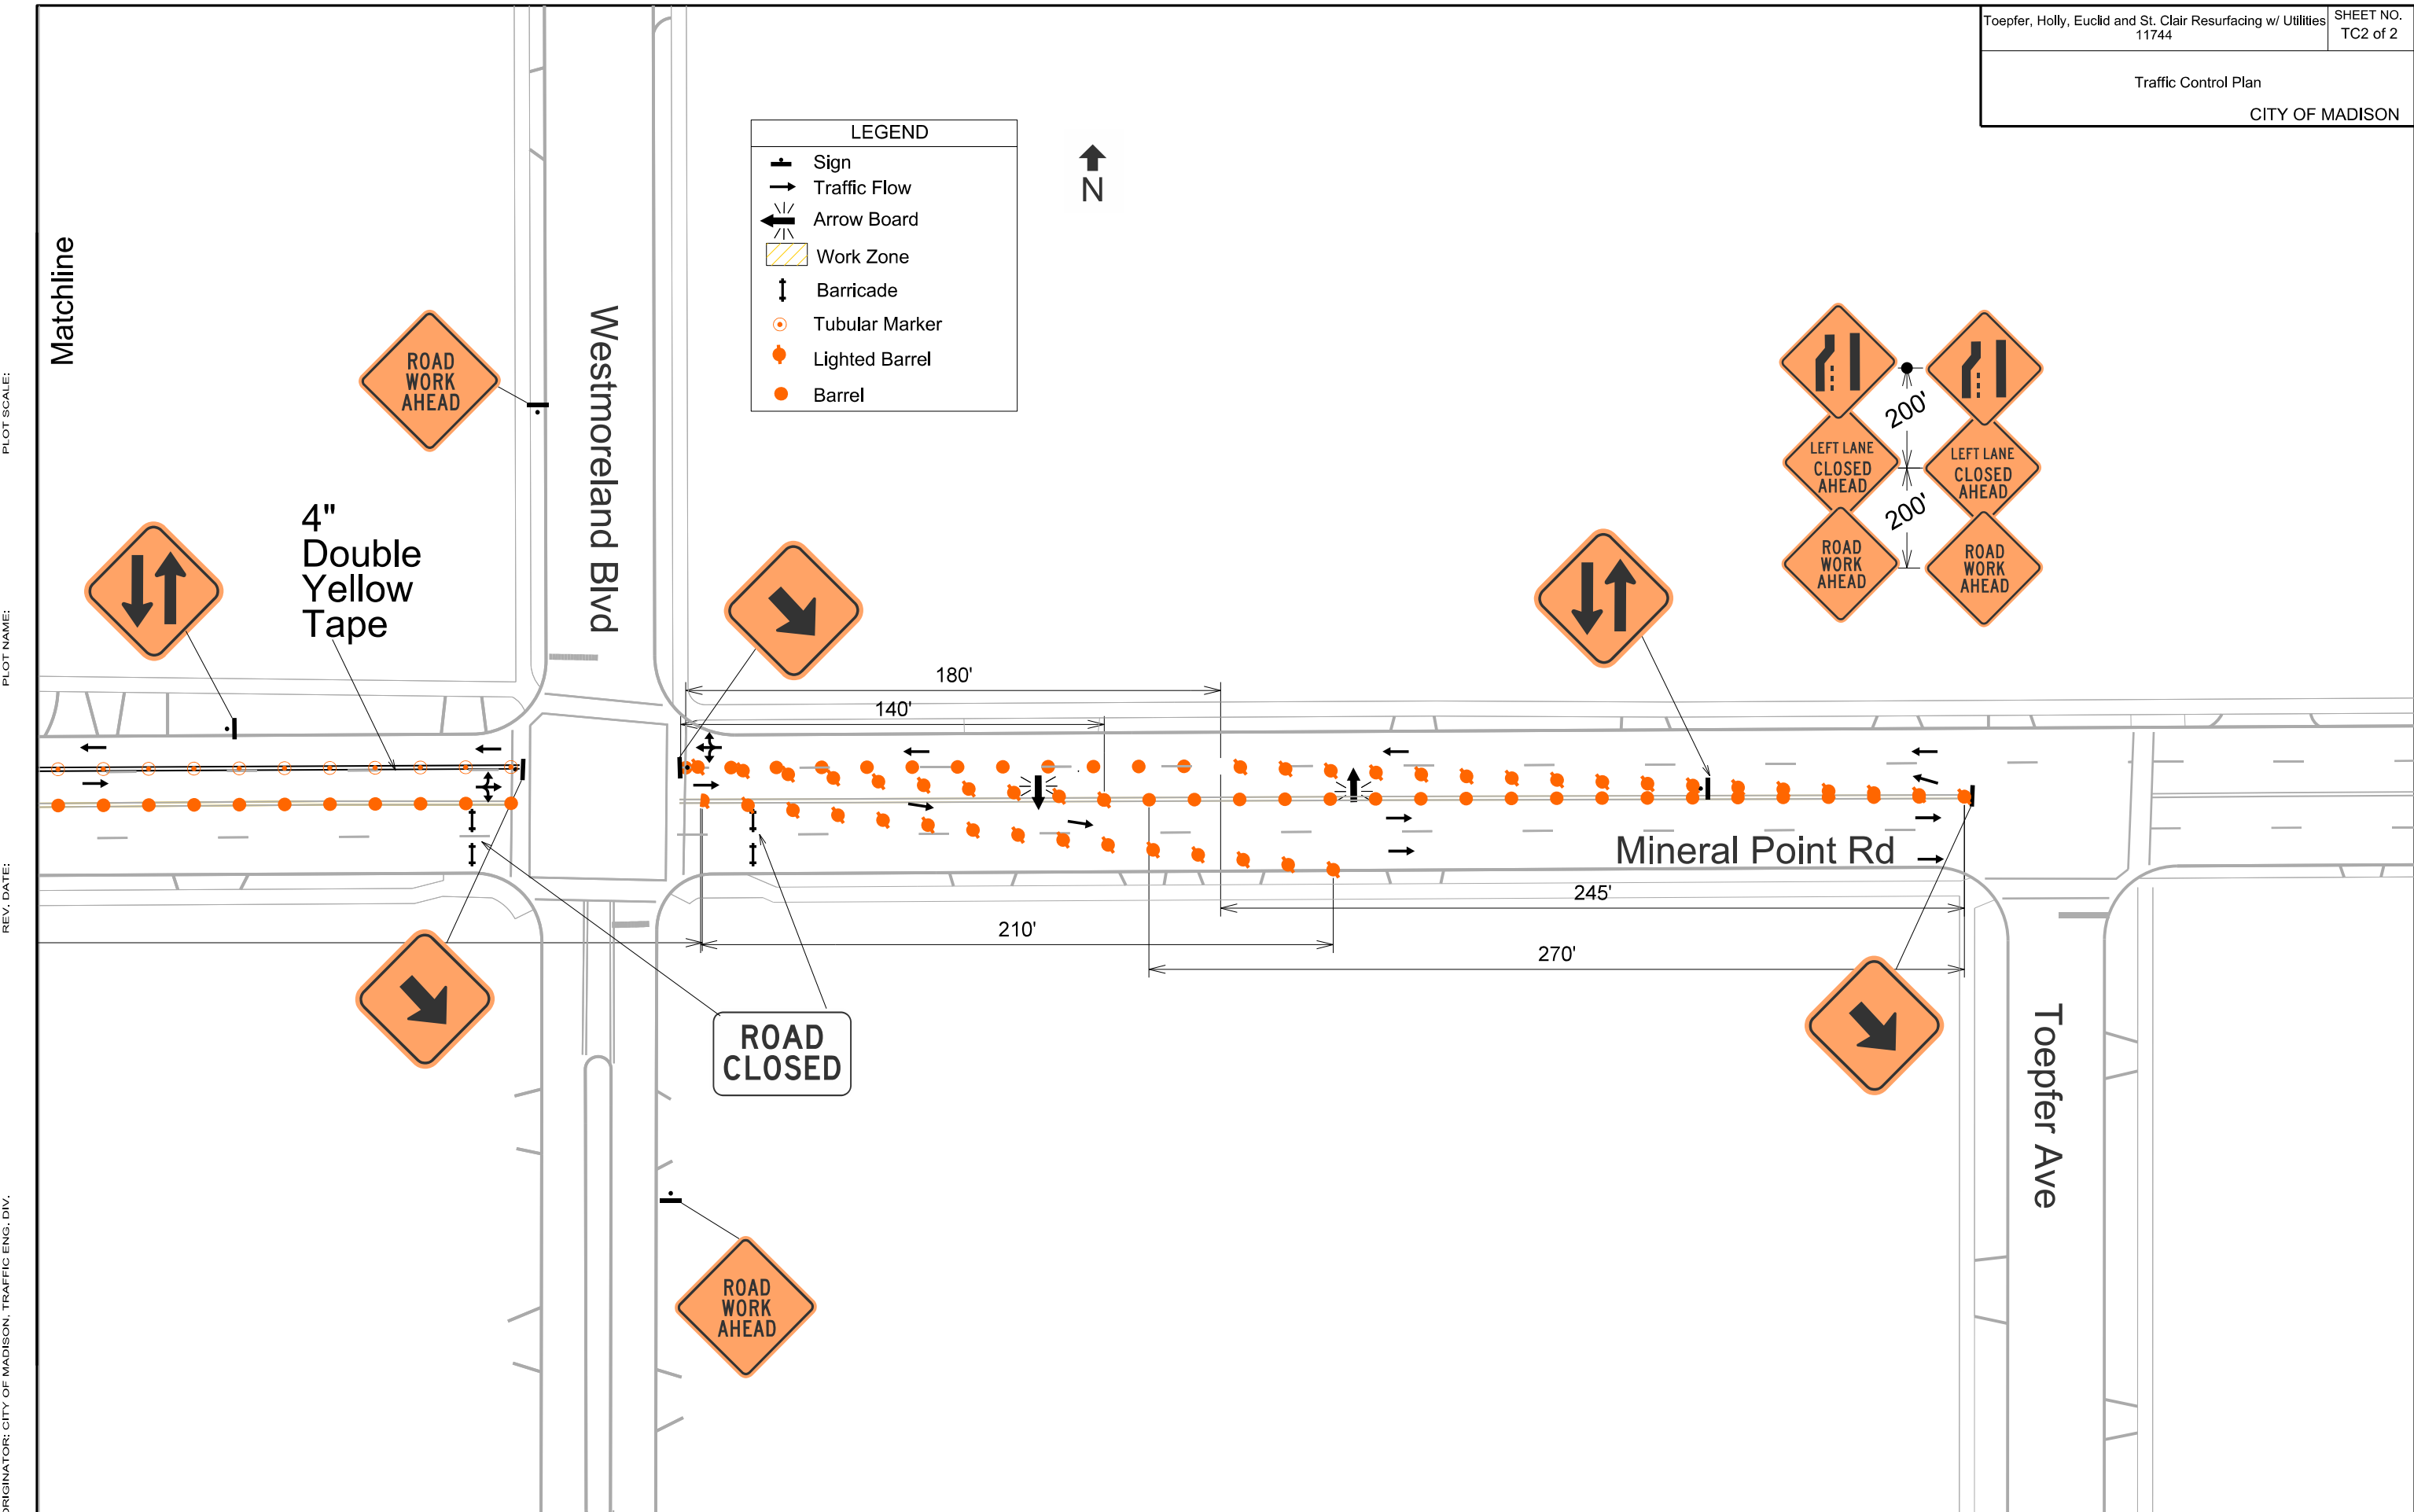 Toepfer, Holly, Euclid and St. Clair Resurfacing w/ Utilities
11744
SHEET NO.
TC2 of 2
Traffic Control Plan
CITY OF MADISON
LEGEND
Sign
Traffic Flow
Arrow Board
Work Zone
Barricade
Tubular Marker
Lighted Barrel
Barrel
N
Matchline
PLOT SCALE:
PLOT NAME:
REV. DATE:
ORIGINATOR: CITY OF MADISON, TRAFFIC ENG. DIV.
ROAD
WORK
AHEAD
Westmoreland Blvd
4"
Double
Yellow
Tape
200'
LEFT LANE
CLOSED
AHEAD
LEFT LANE
CLOSED
AHEAD
200'
ROAD
WORK
AHEAD
ROAD
WORK
AHEAD
180'
140'
Mineral Point Rd
245'
210'
270'
ROAD
CLOSED
Toepfer Ave
ROAD
WORK
AHEAD